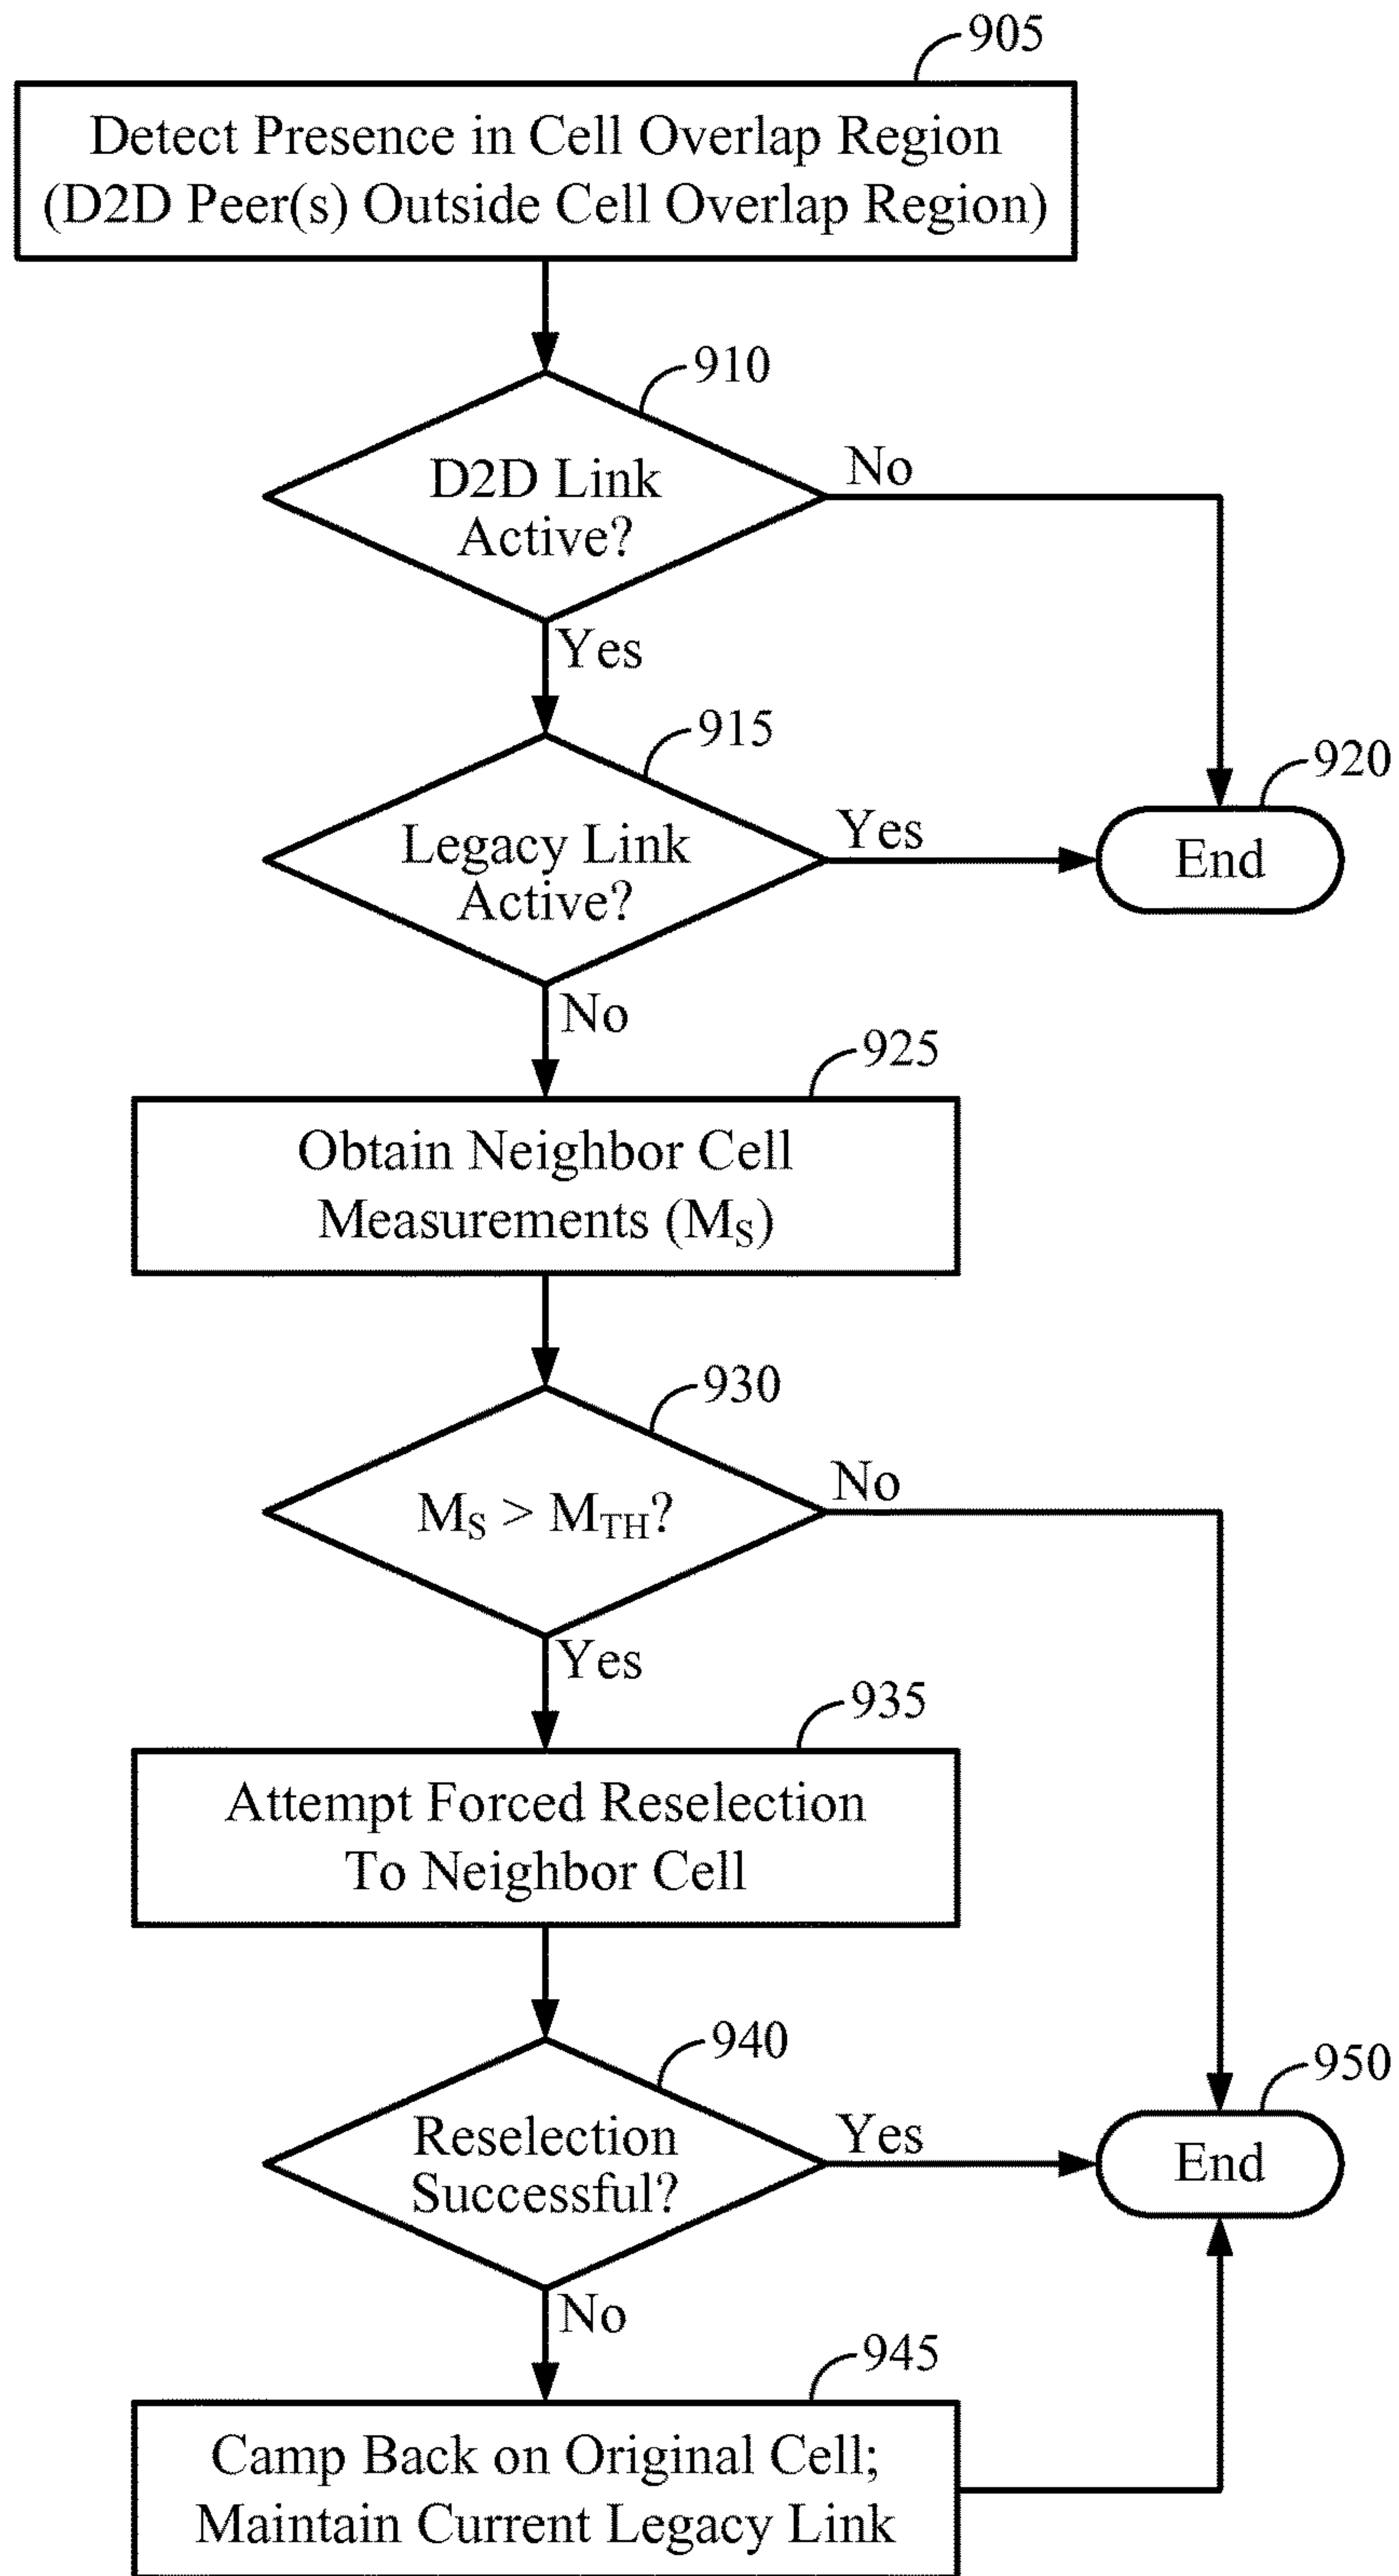 905
Detect Presence in Cell Overlap Region
(D2D Peer(s) Outside Cell Overlap Region)
910
D2D Link
Active?
No
Yes
915
Legacy Link
Active?
Yes
920
End
No
925
Obtain Neighbor Cell
Measurements (M_S)
930
M_S > M_TH?
No
Yes
935
Attempt Forced Reselection
To Neighbor Cell
940
Reselection
Successful?
Yes
950
End
No
945
Camp Back on Original Cell;
Maintain Current Legacy Link